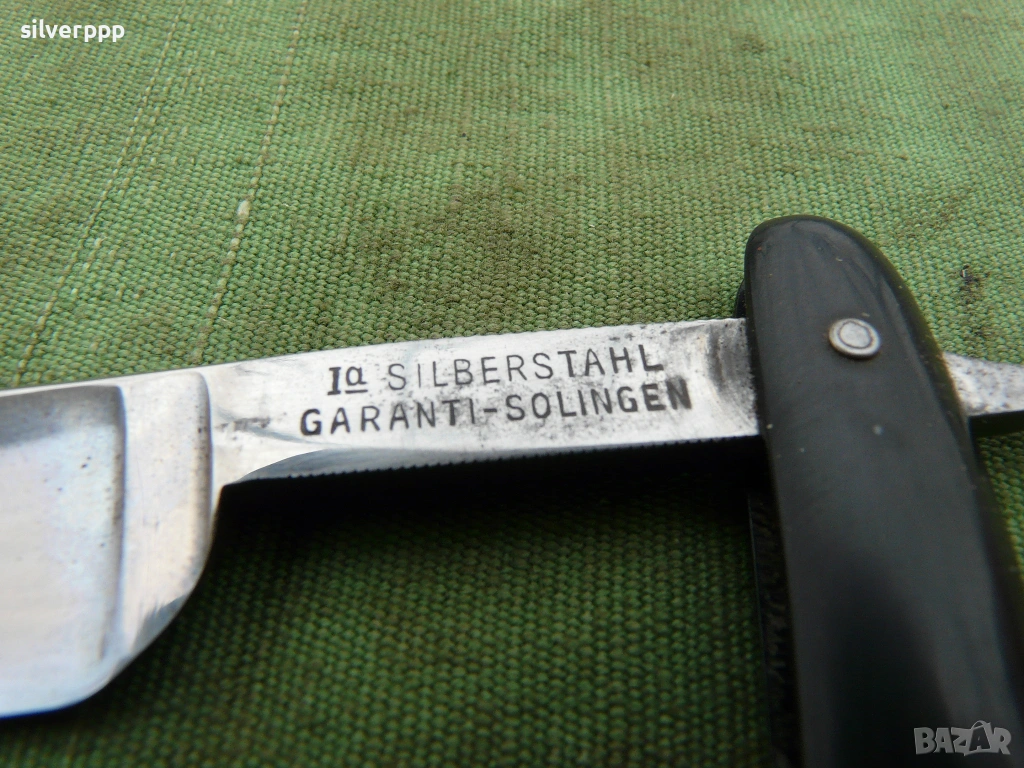 silverppp
Ia SILBERSTAHL
GARANTI-SOLINGEN
BAZAR